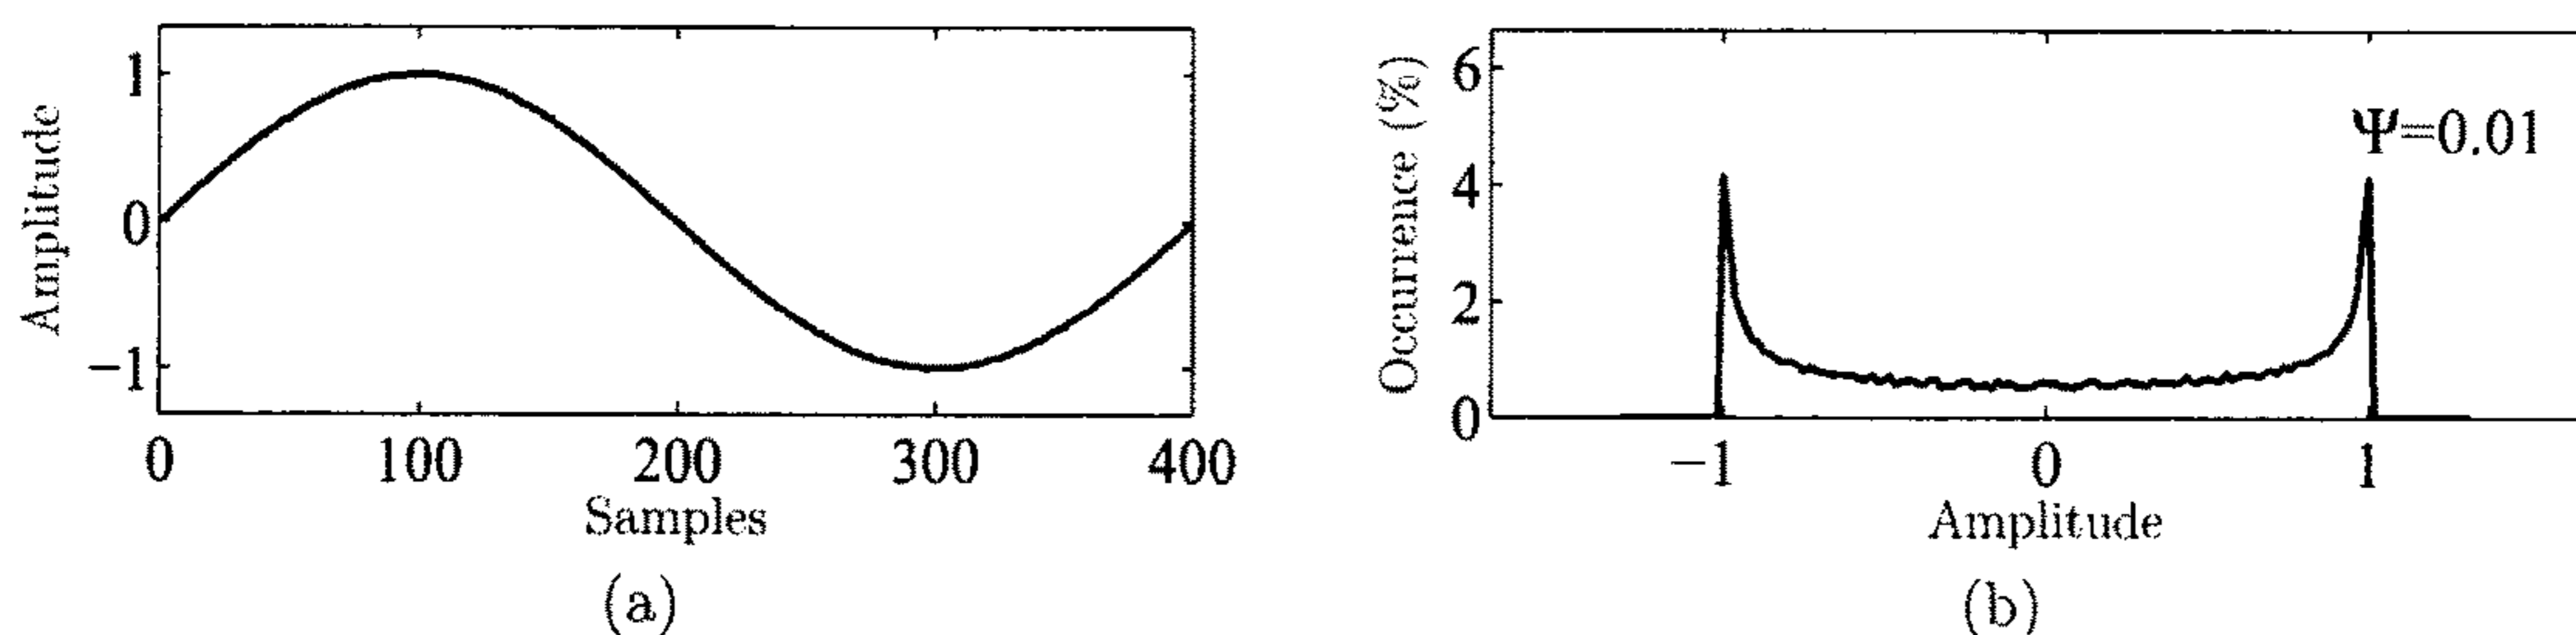 Amplitude
1
0
−1
0 100 200 300 400
Samples
(a)
Occurrence (%)
6
4
2
0
Ψ=0.01
−1 0 1
Amplitude
(b)